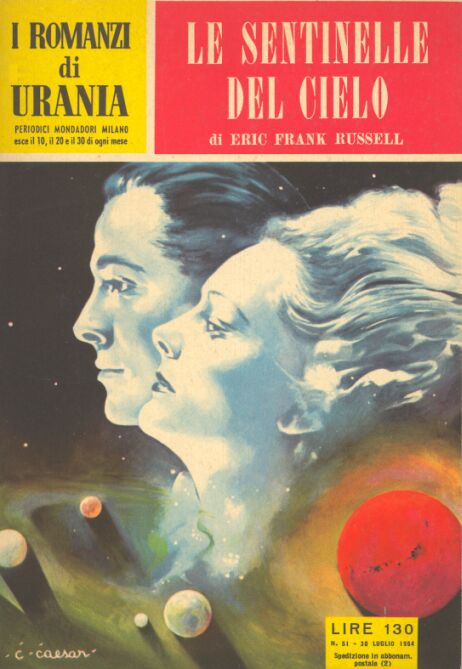 I ROMANZI
di
URANIA
PERIODICI MONDADORI MILANO
esce il 10, il 20 e il 30 di ogni mese
LE SENTINELLE
DEL CIELO
di ERIC FRANK RUSSELL
LIRE 130
N. 51 - 30 LUGLIO 1954
Spedizione in abbonam.
postale (2)
-c-caesar-